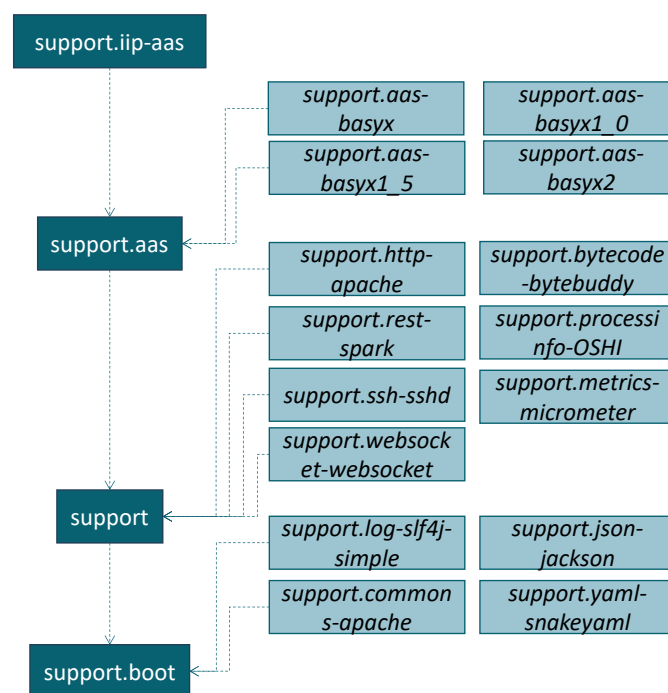 support.iip-aas
support.aas-
basyx
support.aas-
basyx1_0
support.aas-
basyx1_5
support.aas-
basyx2
support.aas
support.http-
apache
support.bytecode
-bytebuddy
support.rest-
spark
support.processi
nfo-OSHI
support.ssh-sshd
support.metrics-
micrometer
support.websock
et-websocket
support
support.log-slf4j-
simple
support.json-
jackson
support.common
s-apache
support.yaml-
snakeyaml
support.boot